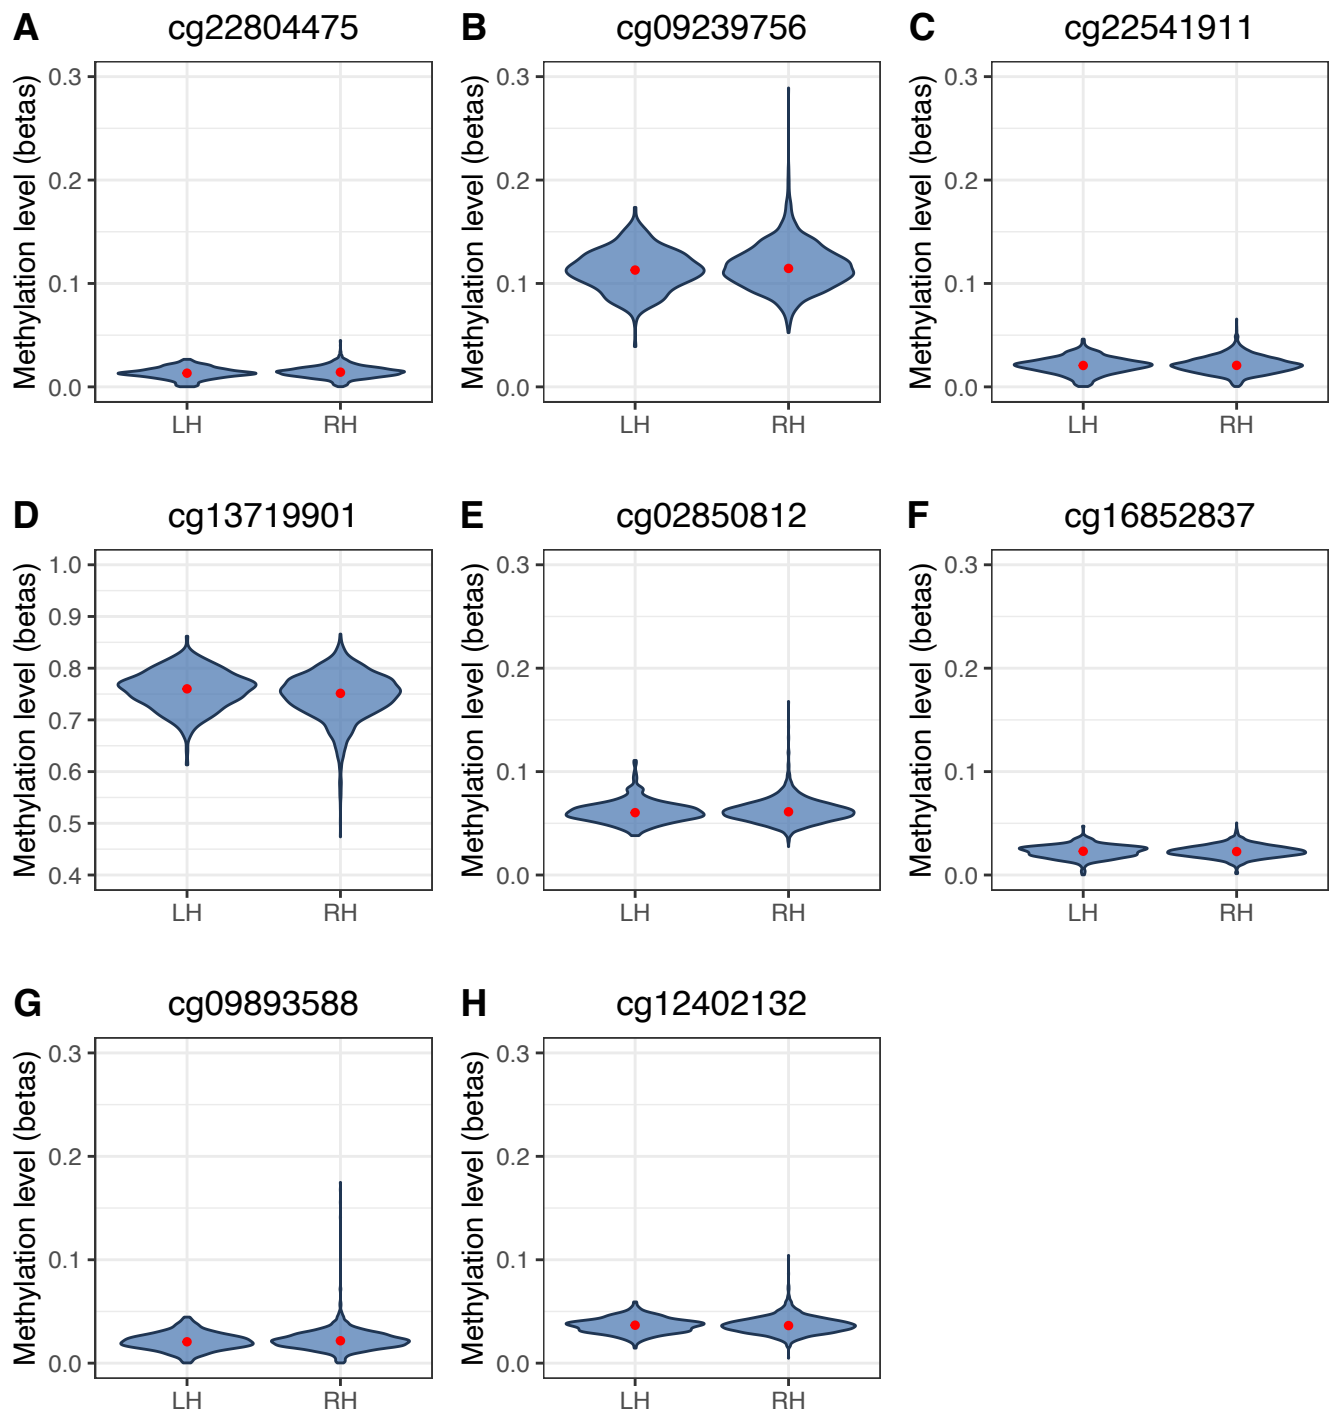 A cg22804475
Methylation level (betas)
0.3
0.2
0.1
0.0
LH RH
B cg09239756
Methylation level (betas)
0.3
0.2
0.1
0.0
LH RH
C cg22541911
Methylation level (betas)
0.3
0.2
0.1
0.0
LH RH
D cg13719901
Methylation level (betas)
1.0
0.9
0.8
0.7
0.6
0.5
0.4
LH RH
E cg02850812
Methylation level (betas)
0.3
0.2
0.1
0.0
LH RH
F cg16852837
Methylation level (betas)
0.3
0.2
0.1
0.0
LH RH
G cg09893588
Methylation level (betas)
0.3
0.2
0.1
0.0
LH RH
H cg12402132
Methylation level (betas)
0.3
0.2
0.1
0.0
LH RH